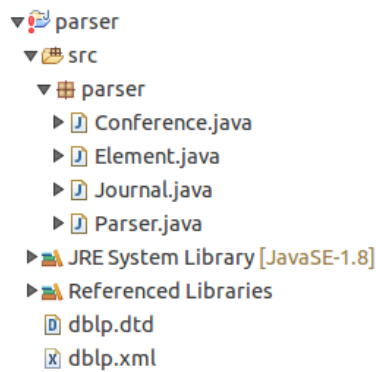 parser
src
parser
Conference.java
Element.java
Journal.java
Parser.java
JRE System Library [JavaSE-1.8]
Referenced Libraries
dblp.dtd
dblp.xml